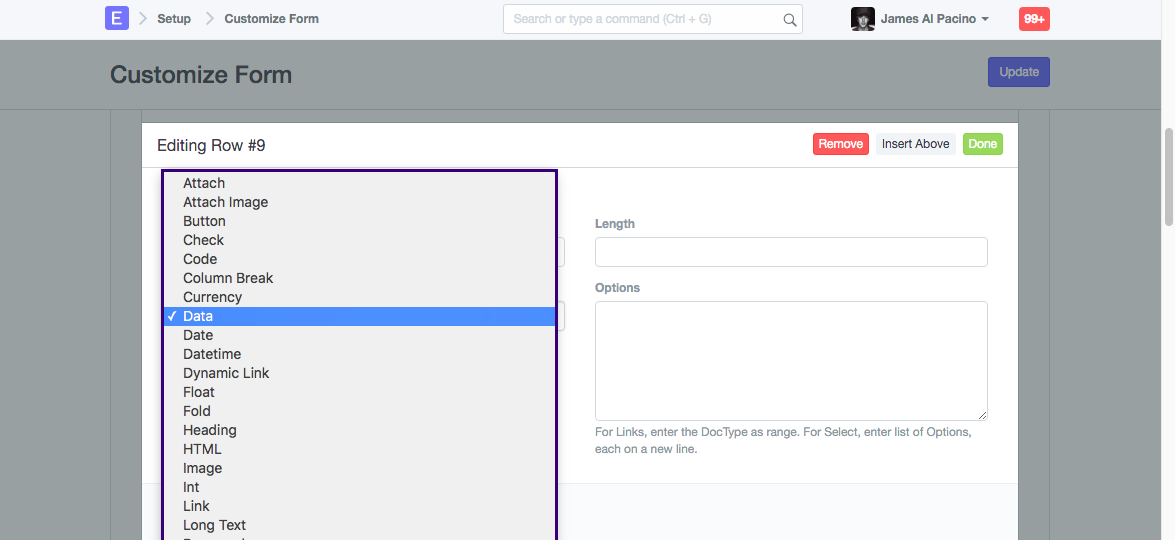 E Setup Customize Form Search or type a command (Ctrl + G) James Al Pacino 99+
Customize Form Update
Editing Row #9 Remove Insert Above Done
Attach
Attach Image
Button
Check
Code
Column Break
Currency
✓ Data
Date
Datetime
Dynamic Link
Float
Fold
Heading
HTML
Image
Int
Link
Long Text
Length
Options
For Links, enter the DocType as range. For Select, enter list of Options,
each on a new line.